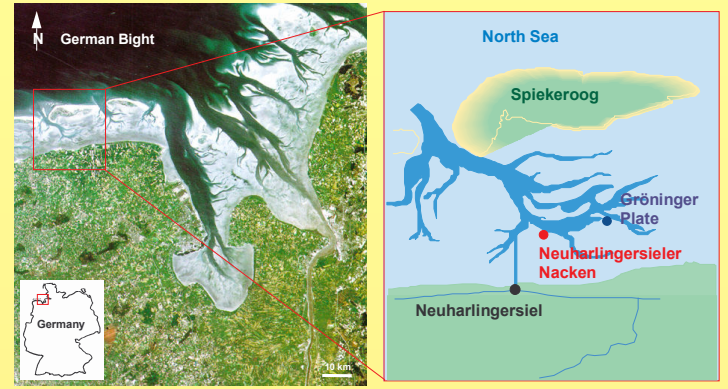 N
German Bight
Germany
10 km
North Sea
Spiekeroog
Gröninger
Plate
Neuharlingersieler
Nacken
Neuharlingersiel